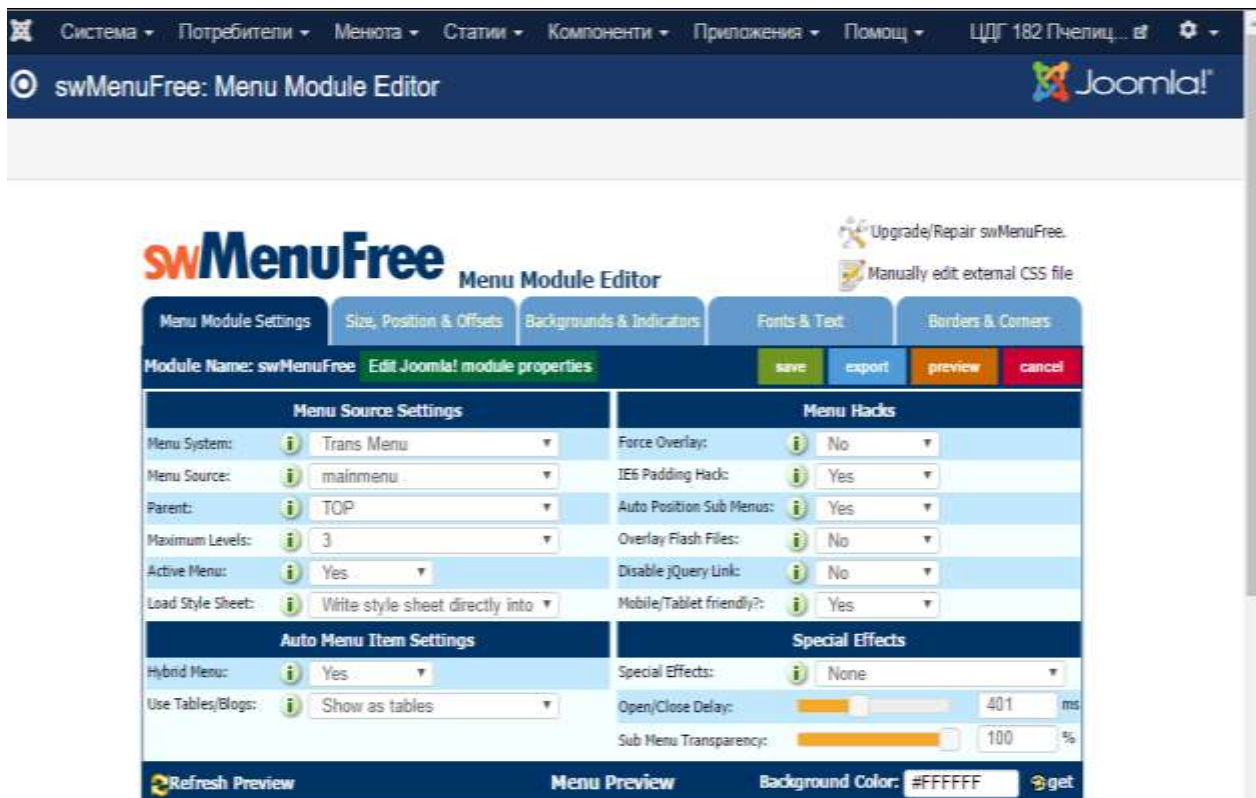 Система Потребители Менюта Статии Компоненти Приложения Помощ ЦДГ 182 Пчелиц...
swMenuFree: Menu Module Editor Joomla!
Upgrade/Repair swMenuFree.
swMenuFree Menu Module Editor Manually edit external CSS file
Menu Module Settings Size, Position & Offsets Backgrounds & Indicators Fonts & Text Borders & Corners
Module Name: swMenuFree Edit Joomla! module properties save export preview cancel
Menu Source Settings Menu Hacks
Menu System: Trans Menu Force Overlay: No
Menu Source: mainmenu IE6 Padding Hack: Yes
Parent: TOP Auto Position Sub Menus: Yes
Maximum Levels: 3 Overlay Flash Files: No
Active Menu: Yes Disable jQuery Link: No
Load Style Sheet: Write style sheet directly into Mobile/Tablet friendly?: Yes
Auto Menu Item Settings Special Effects
Hybrid Menu: Yes Special Effects: None
Use Tables/Blogs: Show as tables Open/Close Delay: 401 ms
Sub Menu Transparency: 100 %
Refresh Preview Menu Preview Background Color: #FFFFFF get